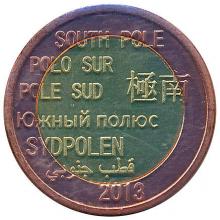 SOUTH POLE
POLO SUR
POLE SUD 極南
Южный полюс
SYDPOLEN
قطب جنوبي
2013